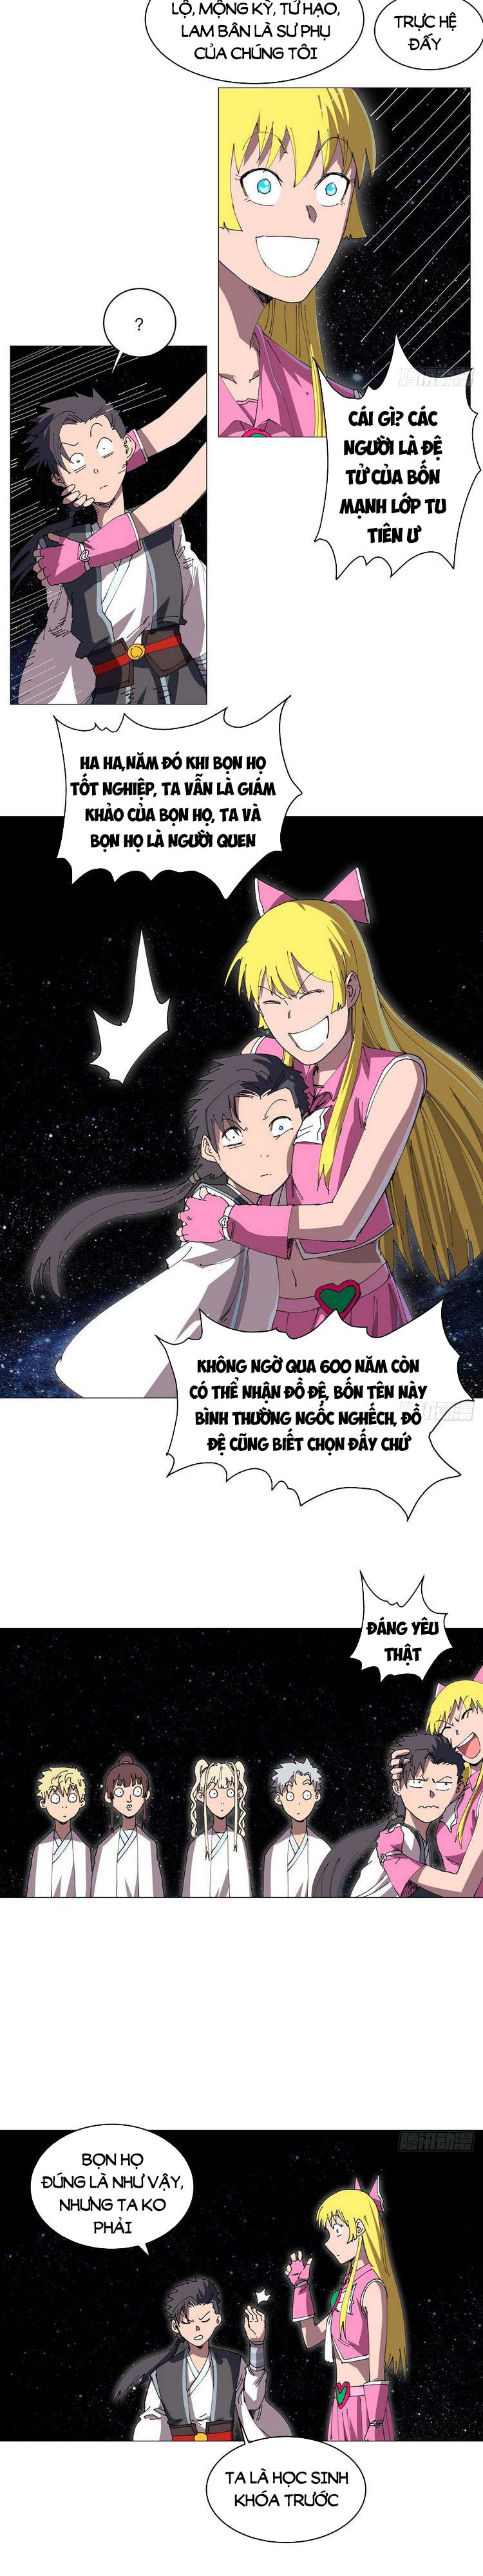 LỘ, MỘNG KỲ, TỨ HẠO,
LAM BÂN LÀ SƯ PHỤ
CỦA CHÚNG TÔI
TRỰC HỆ
ĐẤY
?
CÁI GÌ? CÁC
NGƯỜI LÀ ĐỆ
TỬ CỦA BỐN
MẠNH LỚP TU
TIÊN Ư
HA HA,NĂM ĐÓ KHI BỌN HỌ
TỐT NGHIỆP, TA VẪN LÀ GIÁM
KHẢO CỦA BỌN HỌ, TA VÀ
BỌN HỌ LÀ NGƯỜI QUEN
KHÔNG NGỜ QUA 600 NĂM CÒN
CÓ THỂ NHẬN ĐỒ ĐỆ, BỐN TÊN NÀY
BÌNH THƯỜNG NGỐC NGHẾCH, ĐỒ
ĐỆ CŨNG BIẾT CHỌN ĐẤY CHỨ
ĐÁNG YÊU
THẬT
腾讯动漫
BỌN HỌ
ĐÚNG LÀ NHƯ VẬY,
NHƯNG TA KO
PHẢI
TA LÀ HỌC SINH
KHÓA TRƯỚC